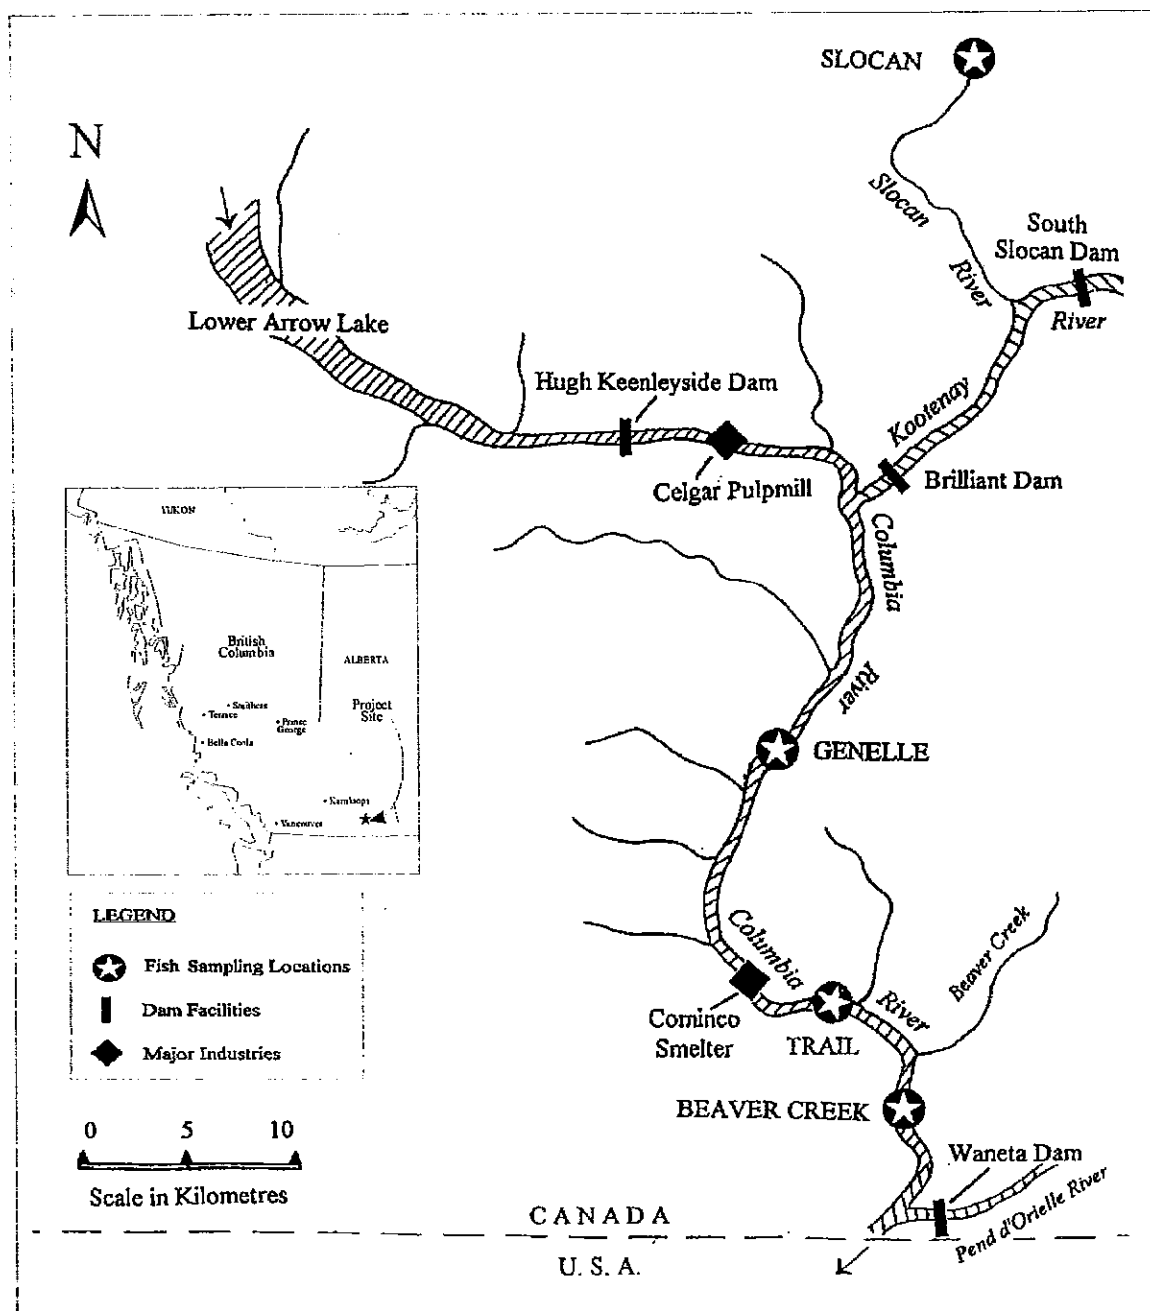 SLOCAN
N
Slocan
River
South
Slocan Dam
River
Lower Arrow Lake
Hugh Keenleyside Dam
Kootenay
Celgar Pulpmill
Brilliant Dam
Columbia
River
YUKON
British
Columbia
ALBERTA
Project
Site
Smithers
Terrace
Prince
George
Bella Coola
Kamloops
Vancouver
GENELLE
LEGEND
Fish Sampling Locations
Dam Facilities
Major Industries
Columbia
River
Beaver Creek
Cominco
Smelter
TRAIL
BEAVER CREEK
0 5 10
Scale in Kilometres
Waneta Dam
Pend d'Orielle River
CANADA
U. S. A.